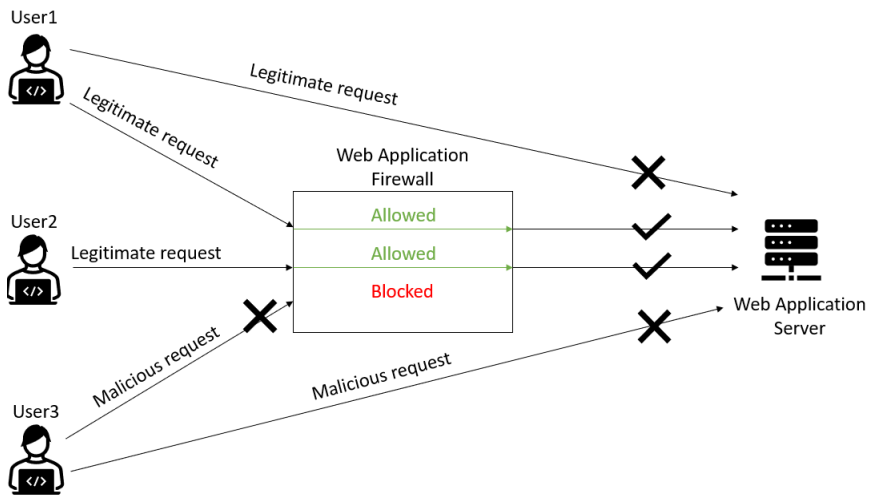 User1
Legitimate request
Legitimate request
Web Application
Firewall
Allowed
User2
Legitimate request
Allowed
Blocked
Web Application
Server
Malicious request
Malicious request
User3